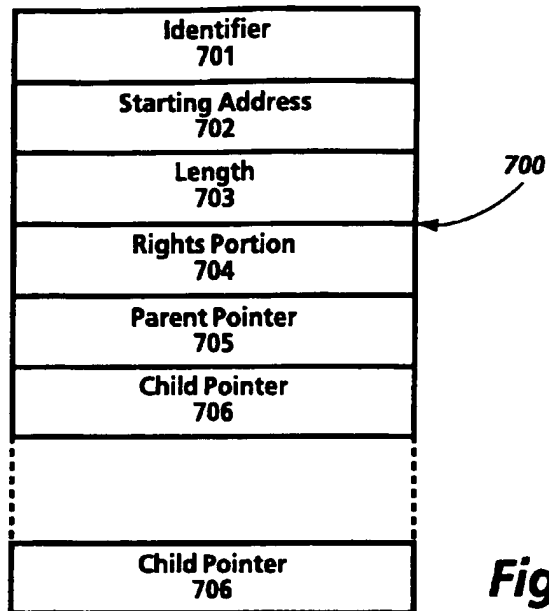 Identifier
701
Starting Address
702
Length
703
700
Rights Portion
704
Parent Pointer
705
Child Pointer
706
Child Pointer
706
Fig